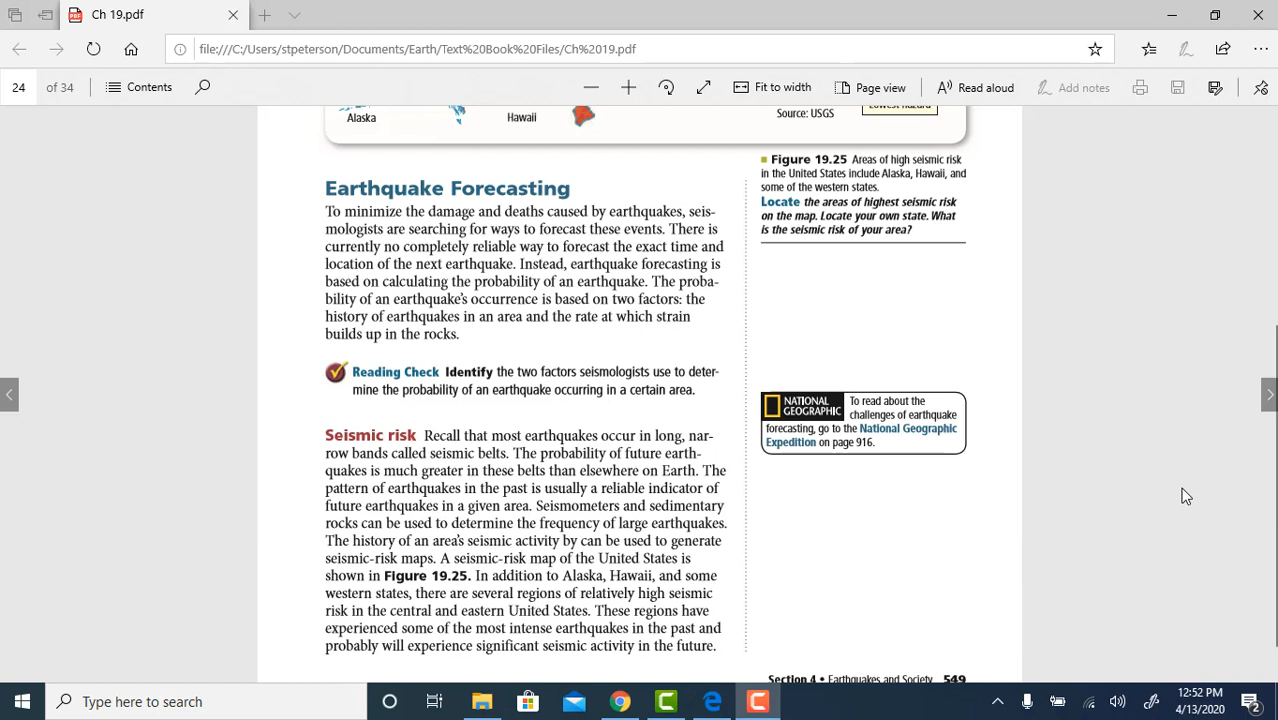 Ch 19.pdf
file:///C:/Users/stpeterson/Documents/Earth/Text%20Book%20Files/Ch%2019.pdf
24 of 34
Contents
Fit to width
Page view
Read aloud
Add notes
Alaska
Hawaii
Source: USGS
Lowest hazard
Earthquake Forecasting
To minimize the damage and deaths caused by earthquakes, seis-
mologists are searching for ways to forecast these events. There is
currently no completely reliable way to forecast the exact time and
location of the next earthquake. Instead, earthquake forecasting is
based on calculating the probability of an earthquake. The proba-
bility of an earthquake's occurrence is based on two factors: the
history of earthquakes in an area and the rate at which strain
builds up in the rocks.
Reading Check Identify the two factors seismologists use to deter-
mine the probability of an earthquake occurring in a certain area.
Seismic risk Recall that most earthquakes occur in long, nar-
row bands called seismic belts. The probability of future earth-
quakes is much greater in these belts than elsewhere on Earth. The
pattern of earthquakes in the past is usually a reliable indicator of
future earthquakes in a given area. Seismometers and sedimentary
rocks can be used to determine the frequency of large earthquakes.
The history of an area's seismic activity by can be used to generate
seismic-risk maps. A seismic-risk map of the United States is
shown in Figure 19.25. In addition to Alaska, Hawaii, and some
western states, there are several regions of relatively high seismic
risk in the central and eastern United States. These regions have
experienced some of the most intense earthquakes in the past and
probably will experience significant seismic activity in the future.
Figure 19.25 Areas of high seismic risk
in the United States include Alaska, Hawaii, and
some of the western states.
Locate the areas of highest seismic risk
on the map. Locate your own state. What
is the seismic risk of your area?
NATIONAL
GEOGRAPHIC
To read about the
challenges of earthquake
forecasting, go to the National Geographic
Expedition on page 916.
Section 4 • Earthquakes and Society 549
Type here to search
12:52 PM
4/13/2020
2